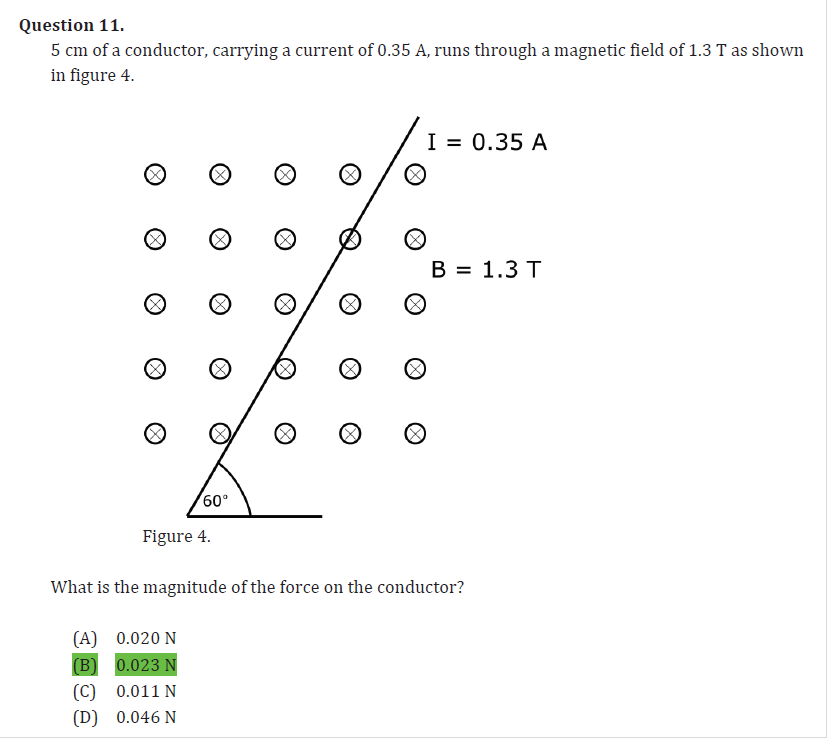 Question 11.
5 cm of a conductor, carrying a current of 0.35 A, runs through a magnetic field of 1.3 T as shown
in figure 4.
I = 0.35 A
B = 1.3 T
60°
Figure 4.
What is the magnitude of the force on the conductor?
(A) 0.020 N
(B) 0.023 N
(C) 0.011 N
(D) 0.046 N